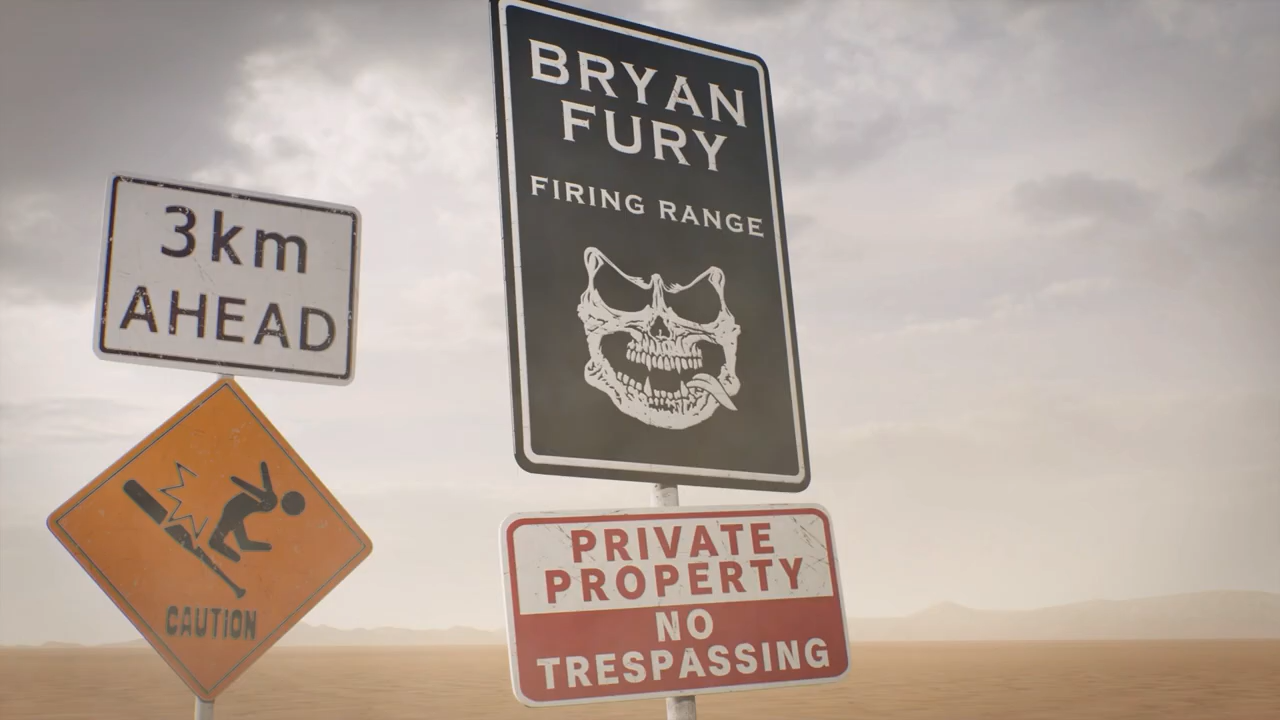 3km
AHEAD
CAUTION
BRYAN
FURY
FIRING RANGE
PRIVATE
PROPERTY
NO
TRESPASSING